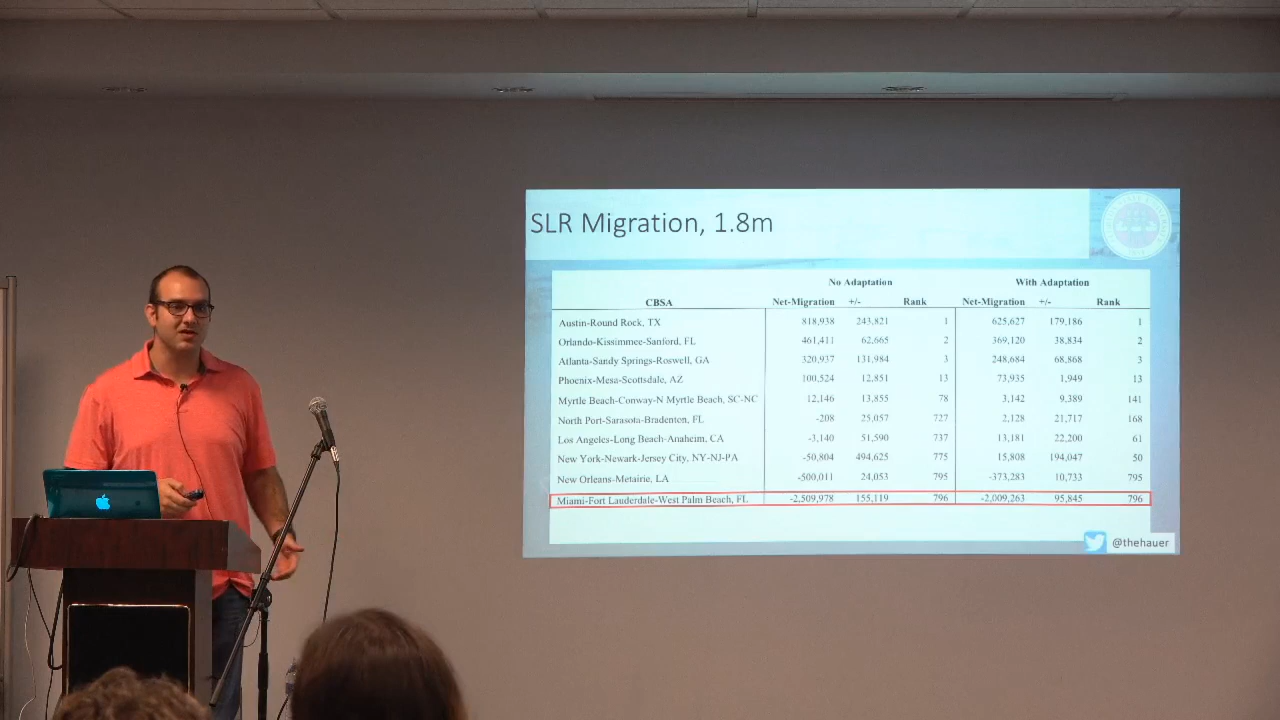 SLR Migration, 1.8m
No Adaptation With Adaptation
CBSA Net-Migration +/- Rank Net-Migration +/- Rank
Austin-Round Rock, TX 818,938 243,821 1 625,627 179,186 1
Orlando-Kissimmee-Sanford, FL 461,411 62,665 2 369,120 38,834 2
Atlanta-Sandy Springs-Roswell, GA 320,937 131,984 3 248,684 68,868 3
Phoenix-Mesa-Scottsdale, AZ 100,524 12,851 13 73,935 1,949 13
Myrtle Beach-Conway-N Myrtle Beach, SC-NC 12,146 13,855 78 3,142 9,389 141
North Port-Sarasota-Bradenten, FL -208 25,057 727 2,128 21,717 168
Los Angeles-Long Beach-Anaheim, CA -3,140 51,590 737 13,181 22,200 61
New York-Newark-Jersey City, NY-NJ-PA -50,804 494,625 775 15,808 194,047 50
New Orleans-Metairie, LA -500,011 24,053 795 -373,283 10,733 795
Miami-Fort Lauderdale-West Palm Beach, FL -2,509,978 155,119 796 -2,009,263 95,845 796
@thehauer